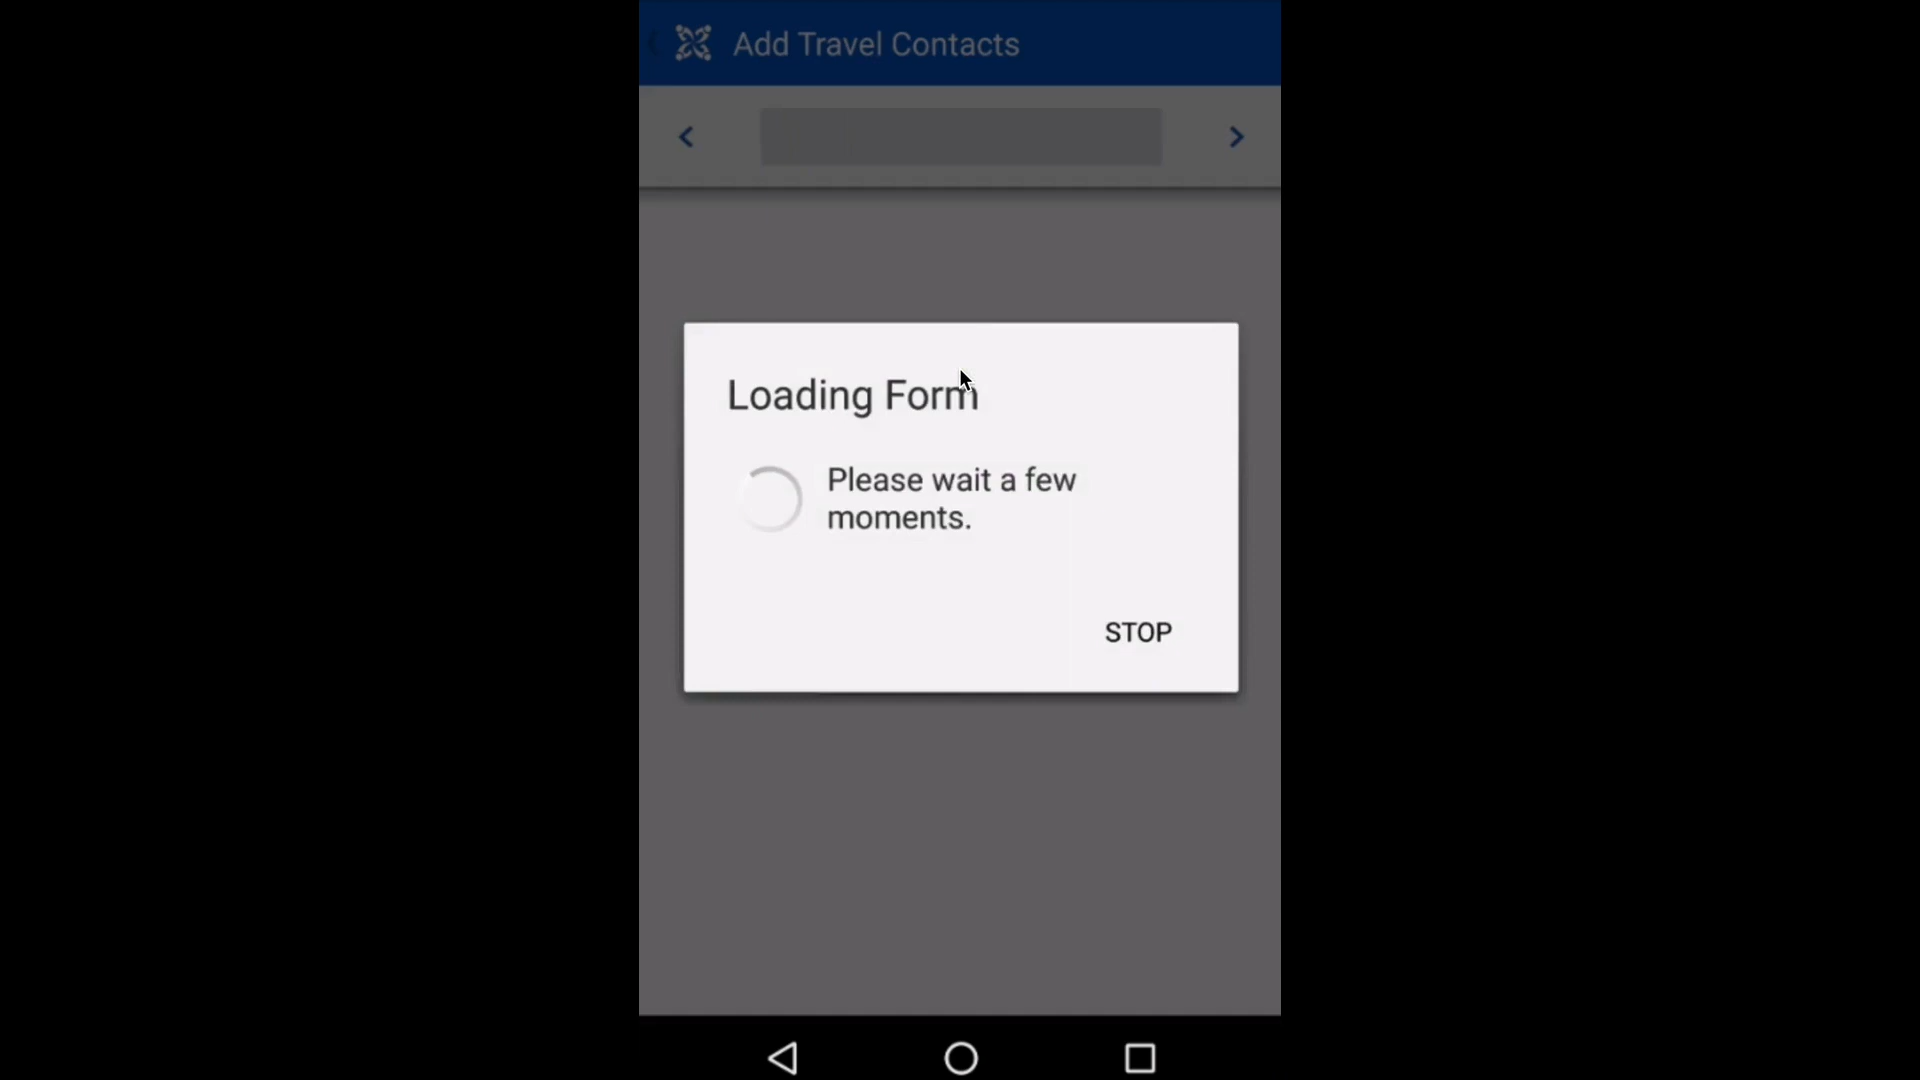 Add Travel Contacts
Loading Form
Please wait a few
moments.
STOP